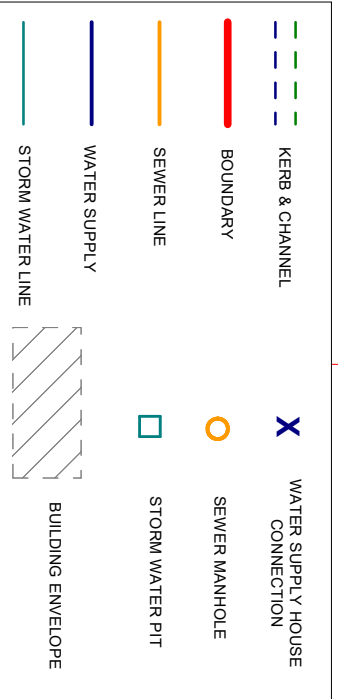 KERB & CHANNEL
BOUNDARY
SEWER LINE
WATER SUPPLY
STORM WATER LINE
X
WATER SUPPLY HOUSE
CONNECTION
SEWER MANHOLE
STORM WATER PIT
BUILDING ENVELOPE